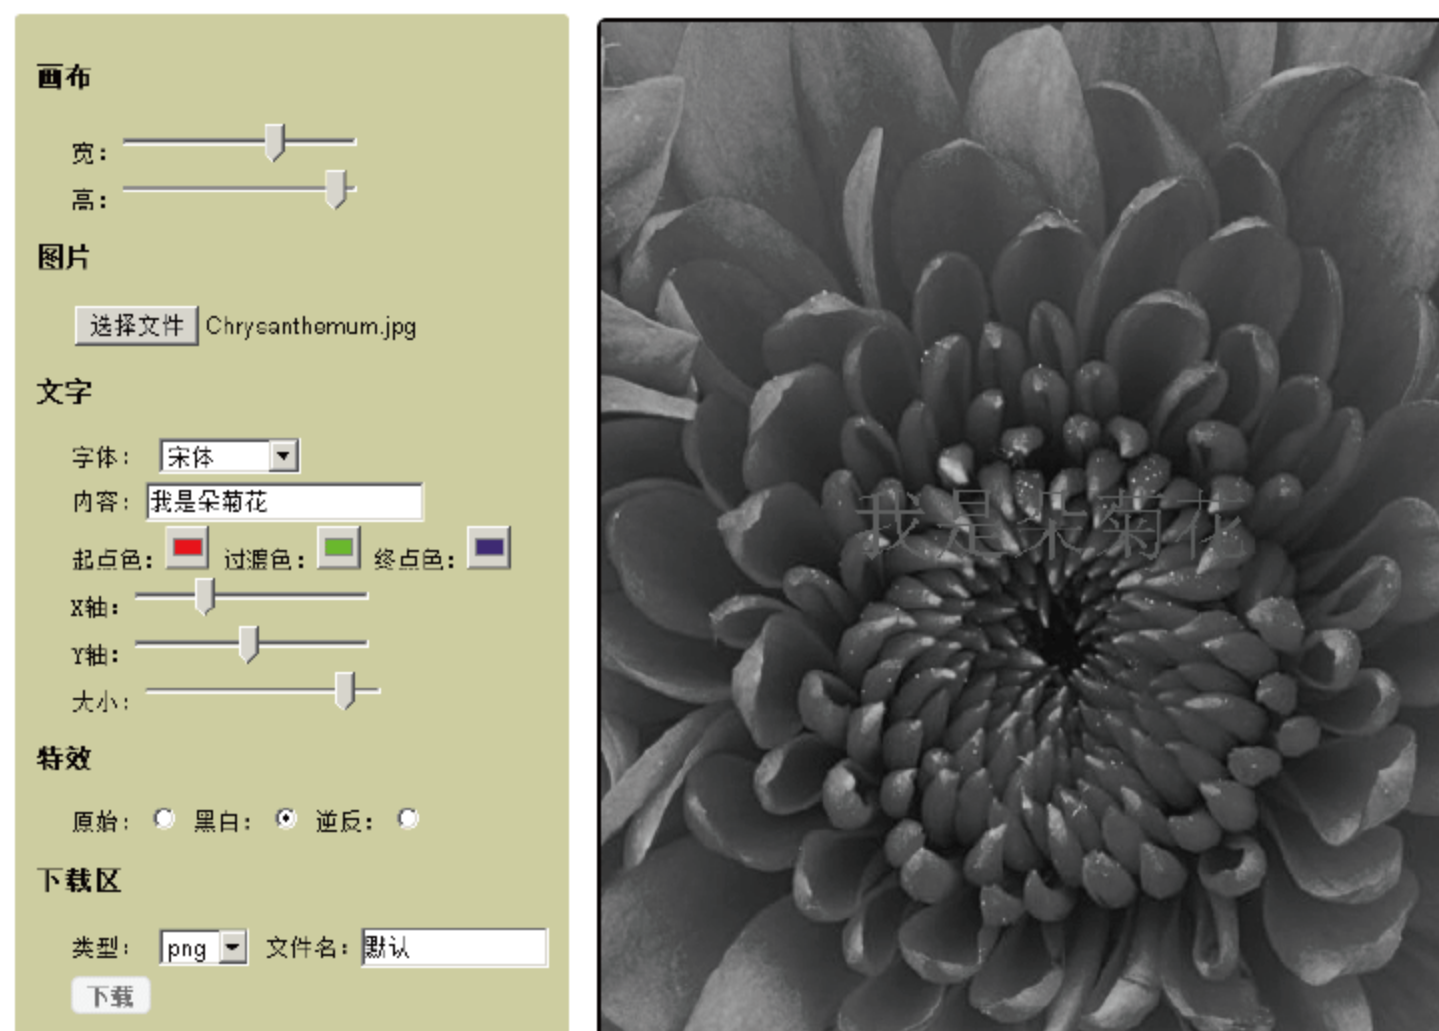 画布
宽：
高：
图片
选择文件 Chrysanthemum.jpg
文字
字体： 宋体
内容： 我是朵菊花
起点色： 过滤色： 终点色：
X轴：
Y轴：
大小：
特效
原始： 黑白： 逆反：
下载区
类型： png 文件名： 默认
下载
我是朵菊花